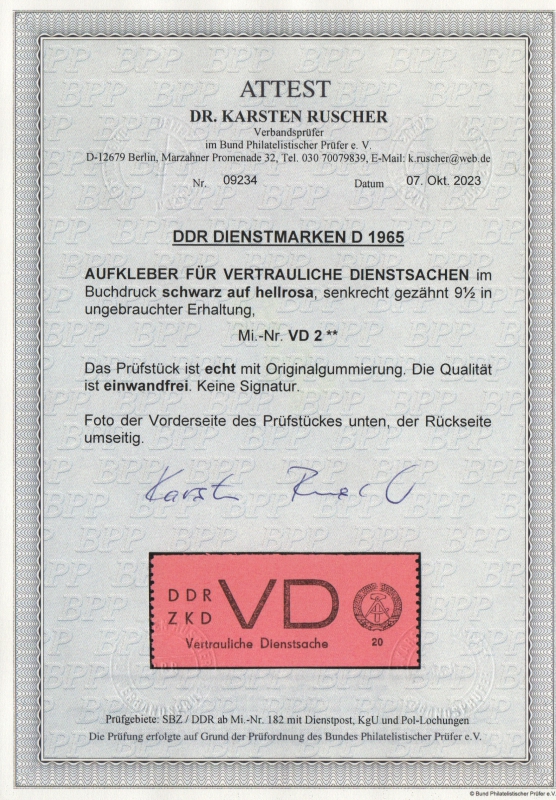 ATTEST
DR. KARSTEN RUSCHER
Verbandsprüfer
im Bund Philatelistischer Prüfer e. V.
D-12679 Berlin, Marzahner Promenade 32, Tel. 030 70079839, E-Mail: k.ruscher@web.de
Nr. 09234 Datum 07. Okt. 2023
DDR DIENSTMARKEN D 1965
AUFKLEBER FÜR VERTRAULICHE DIENSTSACHEN im
Buchdruck schwarz auf hellrosa, senkrecht gezähnt 9½ in
ungebrauchter Erhaltung,
Mi.-Nr. VD 2 **
Das Prüfstück ist echt mit Originalgummierung. Die Qualität
ist einwandfrei. Keine Signatur.
Foto der Vorderseite des Prüfstückes unten, der Rückseite
umseitig.
Karsten Ruscher
DDR
ZKD
VD
Vertrauliche Dienstsache 20
Prüfgebiete: SBZ / DDR ab Mi.-Nr. 182 mit Dienstpost, KgU und Pol-Lochungen
Die Prüfung erfolgte auf Grund der Prüfordnung des Bundes Philatelistischer Prüfer e.V.
© Bund Philatelistischer Prüfer e.V.